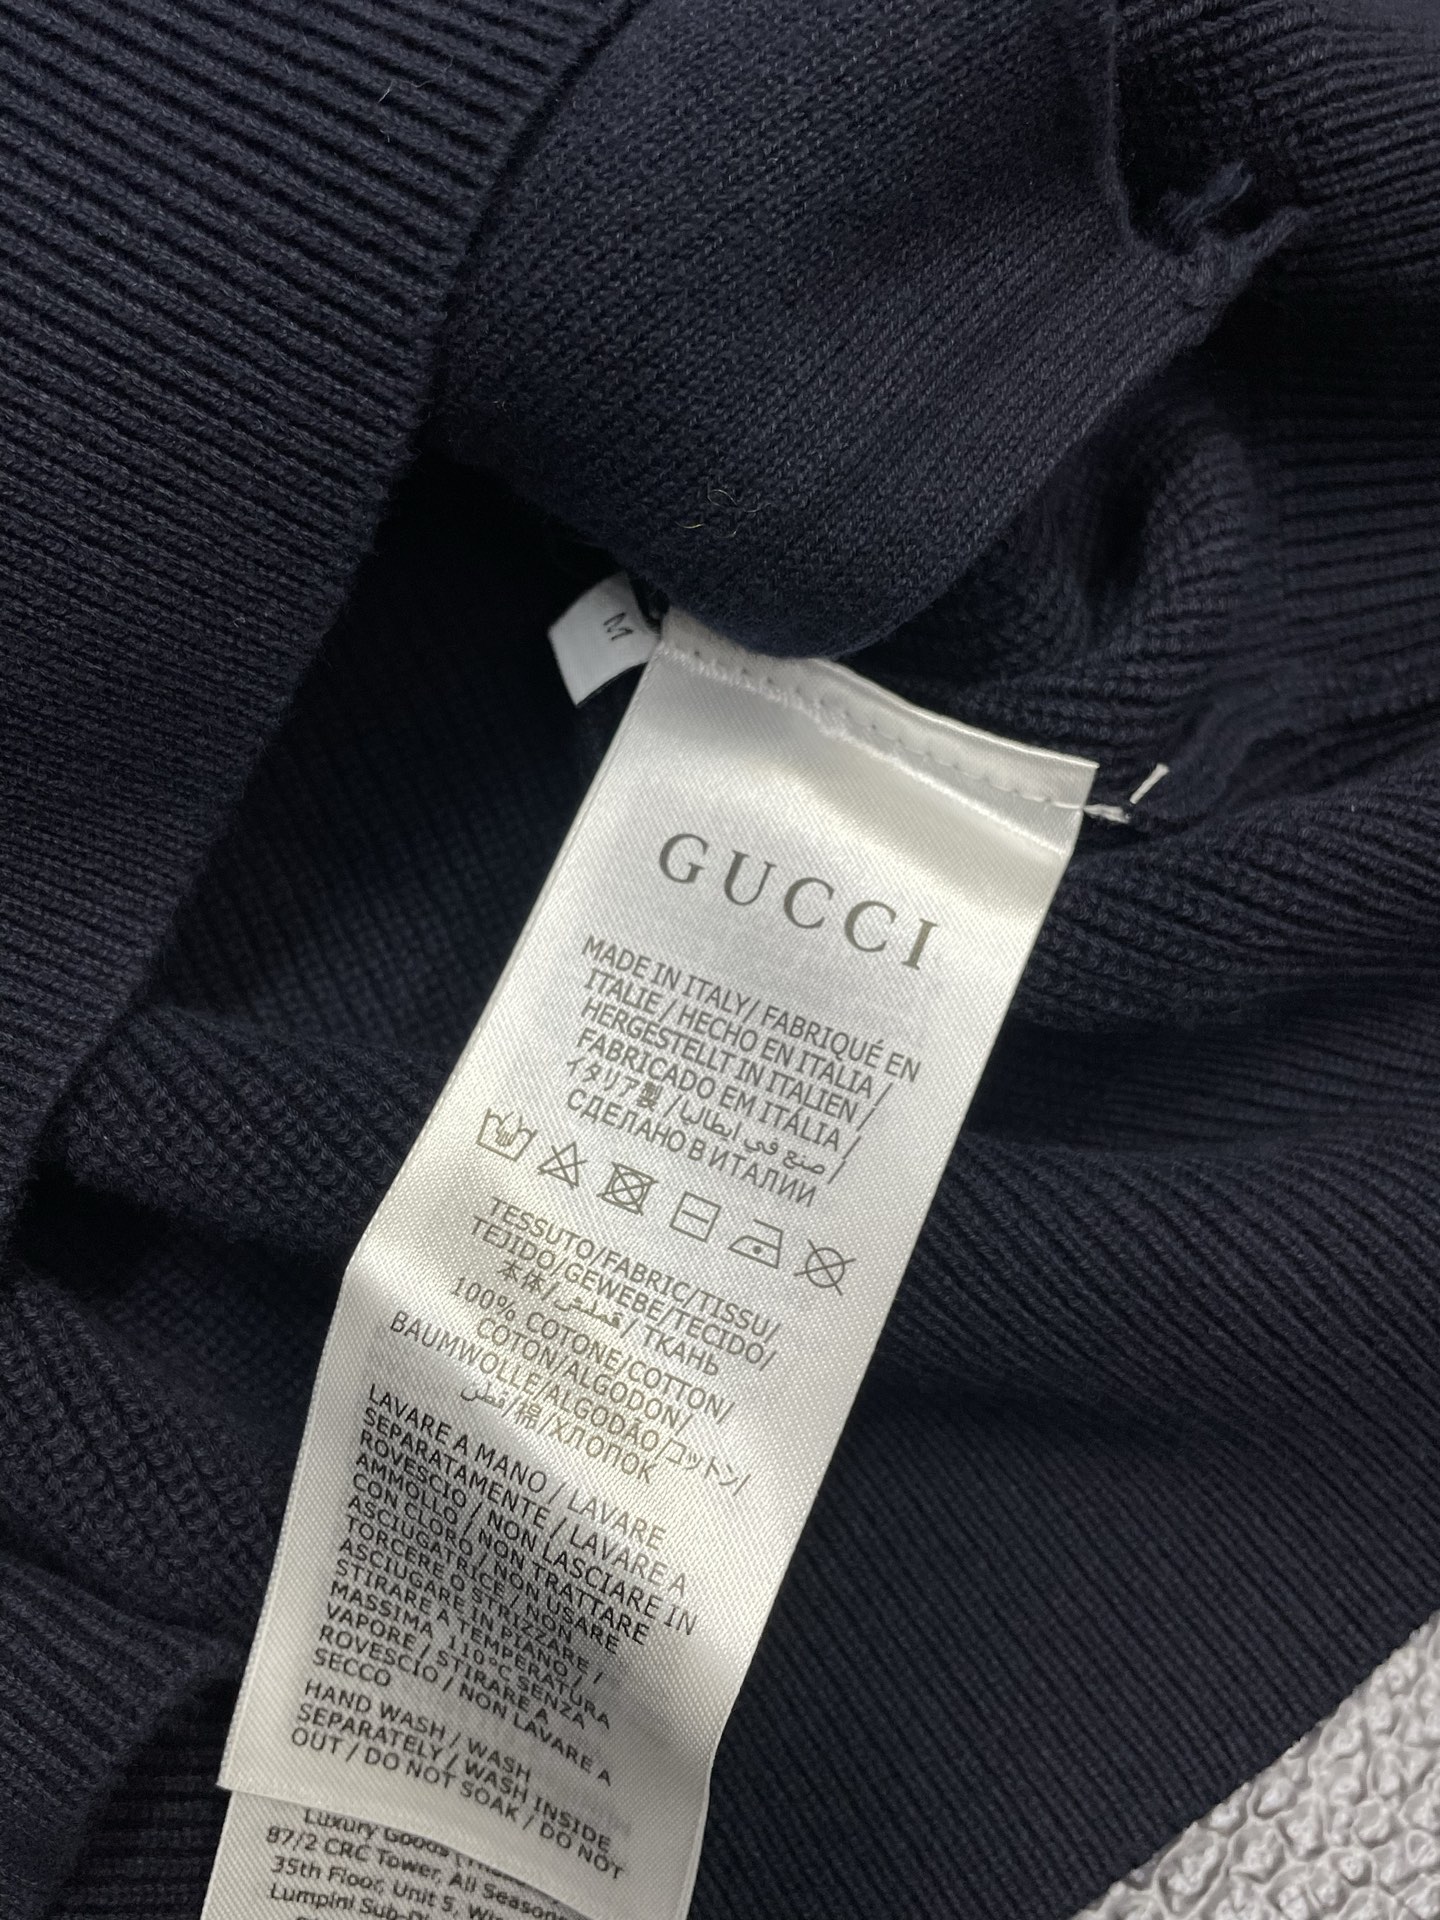 M
GUCCI
MADE IN ITALY/ FABRIQUÉ EN
ITALIE / HECHO EN ITALIA /
HERGESTELLT IN ITALIEN /
FABRICADO EM ITÁLIA /
イタリア製 / صنع في ايطاليا /
СДЕЛАНО В ИТАЛИИ
TESSUTO/FABRIC/TISSU/
TEJIDO/GEWEBE/TECIDO/
本体/قماش/ ТКАНЬ
100% COTONE/COTTON/
COTON/ALGODON/
BAUMWOLLE/ALGODÃO/コットン/
قطن/棉/ХЛОПОК
LAVARE A MANO / LAVARE
SEPARATAMENTE / LAVARE A
ROVESCIO / NON LASCIARE IN
AMMOLLO / NON TRATTARE
CON CLORO / NON USARE
ASCIUGATRICE / NON
TORCERE O STRIZZARE /
ASCIUGARE IN PIANO /
STIRARE A TEMPERATURA
MASSIMA 110°C SENZA
VAPORE / STIRARE A
ROVESCIO / NON LAVARE A
SECCO
HAND WASH / WASH
SEPARATELY / WASH INSIDE
OUT / DO NOT SOAK / DO NOT
Luxury Goods
87/2 CRC Tower, All Seasons
35th Floor, Unit 5,
Lumpini